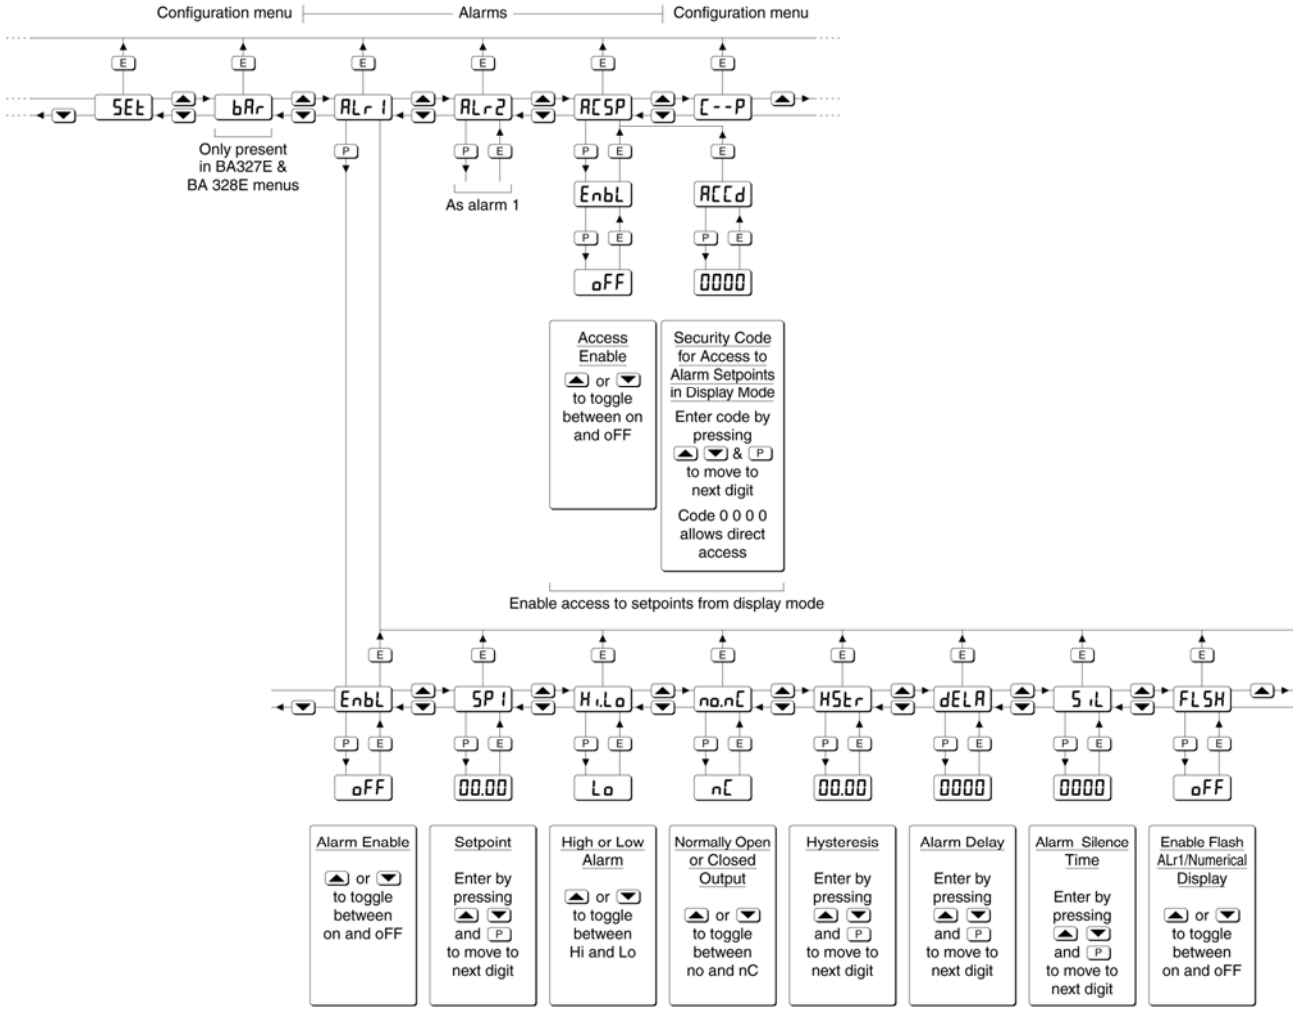 Configuration menu Alarms Configuration menu
E E E E E E
SEt bAr ALr1 ALr2 ACSP C--P
Only present
in BA327E &
BA 328E menus
P P E P E E
As alarm 1
EnbL ACCd
P E P E
oFF 0000
Access
Enable
or
to toggle
between on
and oFF
Security Code
for Access to
Alarm Setpoints
in Display Mode
Enter code by
pressing
& P
to move to
next digit
Code 0 0 0 0
allows direct
access
Enable access to setpoints from display mode
E E E E E E E E
EnbL SP1 Hi.Lo no.nC HStr dELA SiL FLSH
P E P E P E P E P E P E P E P E
oFF 00.00 Lo nC 00.00 0000 0000 oFF
Alarm Enable
or
to toggle
between
on and oFF
Setpoint
Enter by
pressing
and P
to move to
next digit
High or Low
Alarm
or
to toggle
between
Hi and Lo
Normally Open
or Closed
Output
or
to toggle
between
no and nC
Hysteresis
Enter by
pressing
and P
to move to
next digit
Alarm Delay
Enter by
pressing
and P
to move to
next digit
Alarm Silence
Time
Enter by
pressing
and P
to move to
next digit
Enable Flash
ALr1/Numerical
Display
or
to toggle
between
on and oFF